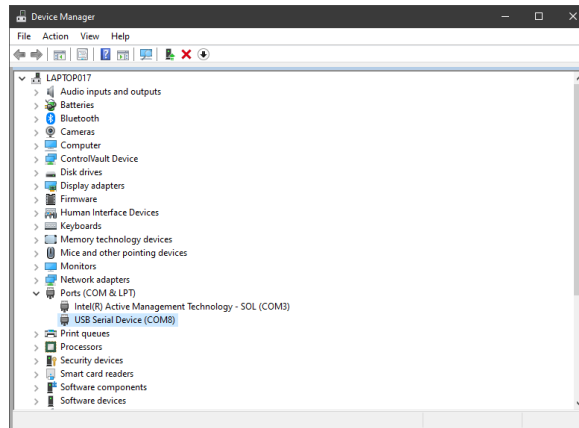 Device Manager
File Action View Help
LAPTOP017
Audio inputs and outputs
Batteries
Bluetooth
Cameras
Computer
ControlVault Device
Disk drives
Display adapters
Firmware
Human Interface Devices
Keyboards
Memory technology devices
Mice and other pointing devices
Monitors
Network adapters
Ports (COM & LPT)
Intel(R) Active Management Technology - SOL (COM3)
USB Serial Device (COM8)
Print queues
Processors
Security devices
Smart card readers
Software components
Software devices